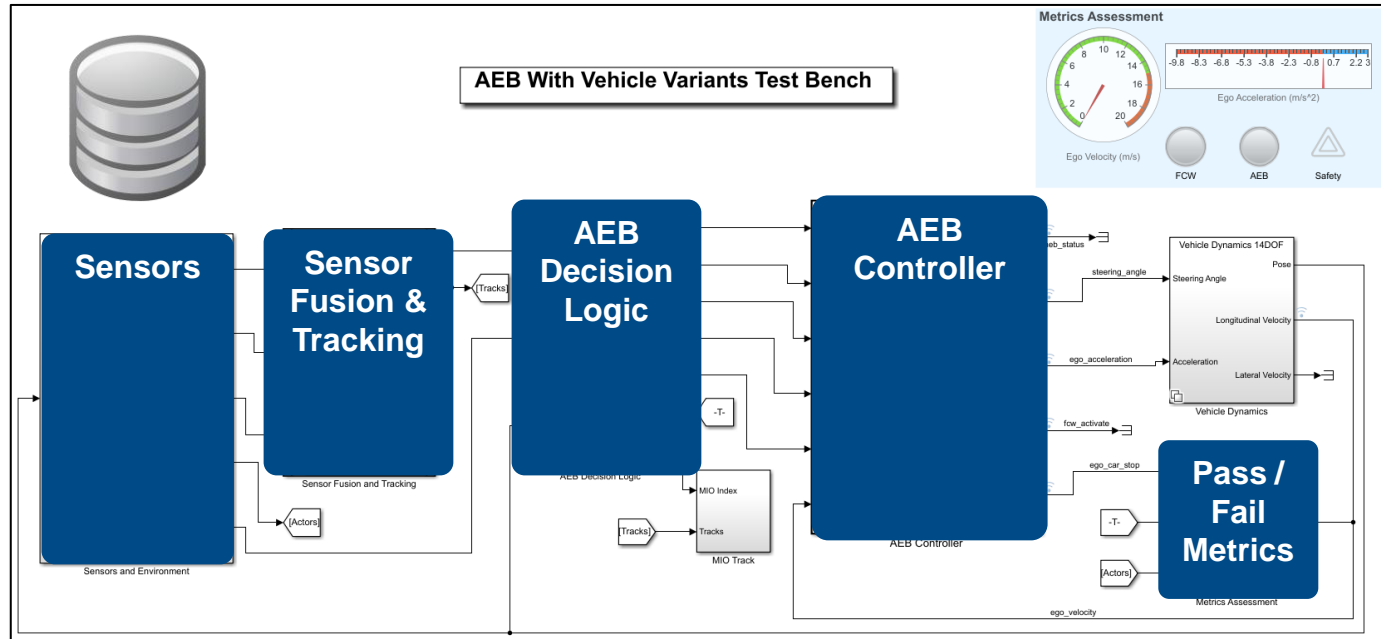 Metrics Assessment
AEB With Vehicle Variants Test Bench
0
2
4
6
8
10
12
14
16
18
20
Ego Velocity (m/s)
-9.8 -8.3 -6.8 -5.3 -3.8 -2.3 -0.8 0.7 2.2 3
Ego Acceleration (m/s^2)
FCW
AEB
Safety
Sensors
Sensors and Environment
[Actors]
Sensor
Fusion &
Tracking
Sensor Fusion and Tracking
[Tracks]
AEB
Decision
Logic
AEB Decision Logic
-T-
[Tracks]
MIO Index
Tracks
MIO Track
AEB
Controller
AEB Controller
aeb_status
steering_angle
ego_acceleration
fcw_activate
ego_car_stop
ego_velocity
Vehicle Dynamics 14DOF
Pose
Steering Angle
Longitudinal Velocity
Acceleration
Lateral Velocity
Vehicle Dynamics
-T-
[Actors]
Pass /
Fail
Metrics
Metrics Assessment